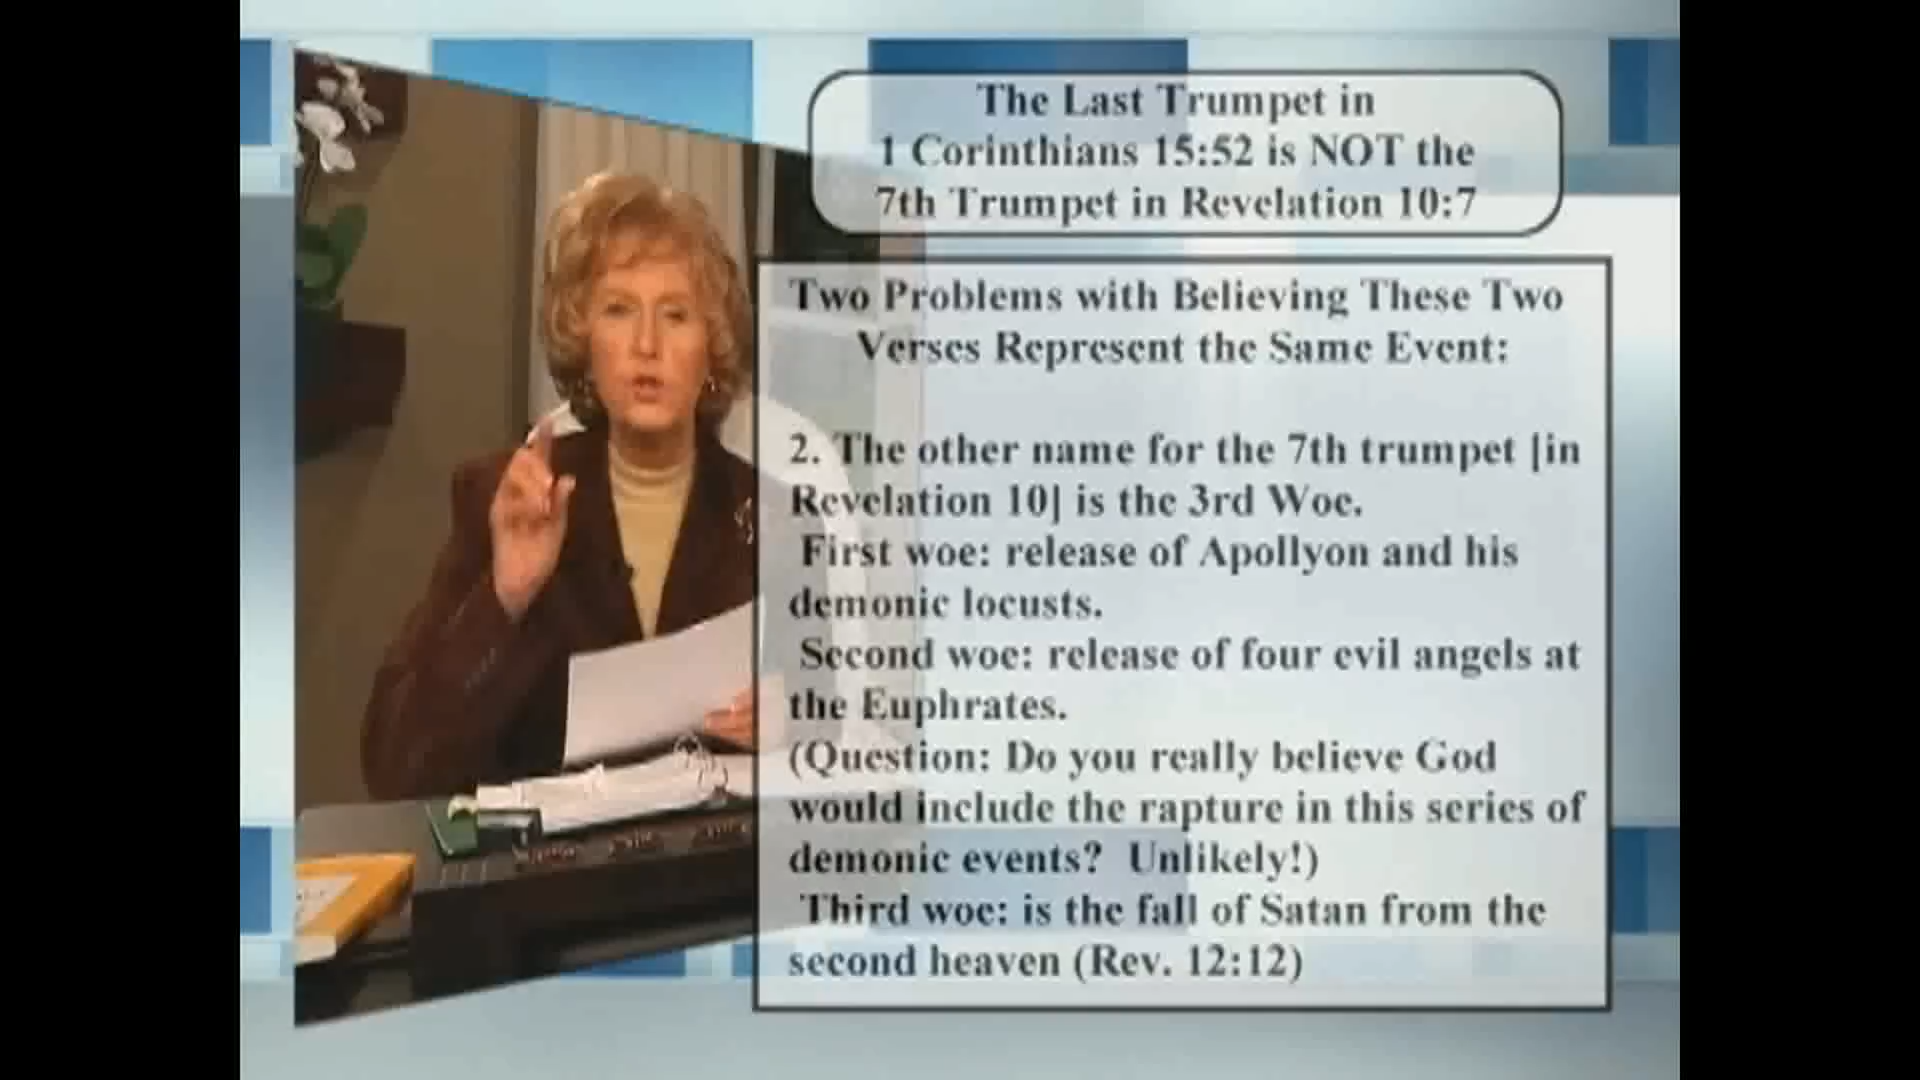 The Last Trumpet in
1 Corinthians 15:52 is NOT the
7th Trumpet in Revelation 10:7
Two Problems with Believing These Two
Verses Represent the Same Event:
2. The other name for the 7th trumpet [in
Revelation 10] is the 3rd Woe.
First woe: release of Apollyon and his
demonic locusts.
Second woe: release of four evil angels at
the Euphrates.
(Question: Do you really believe God
would include the rapture in this series of
demonic events? Unlikely!)
Third woe: is the fall of Satan from the
second heaven (Rev. 12:12)